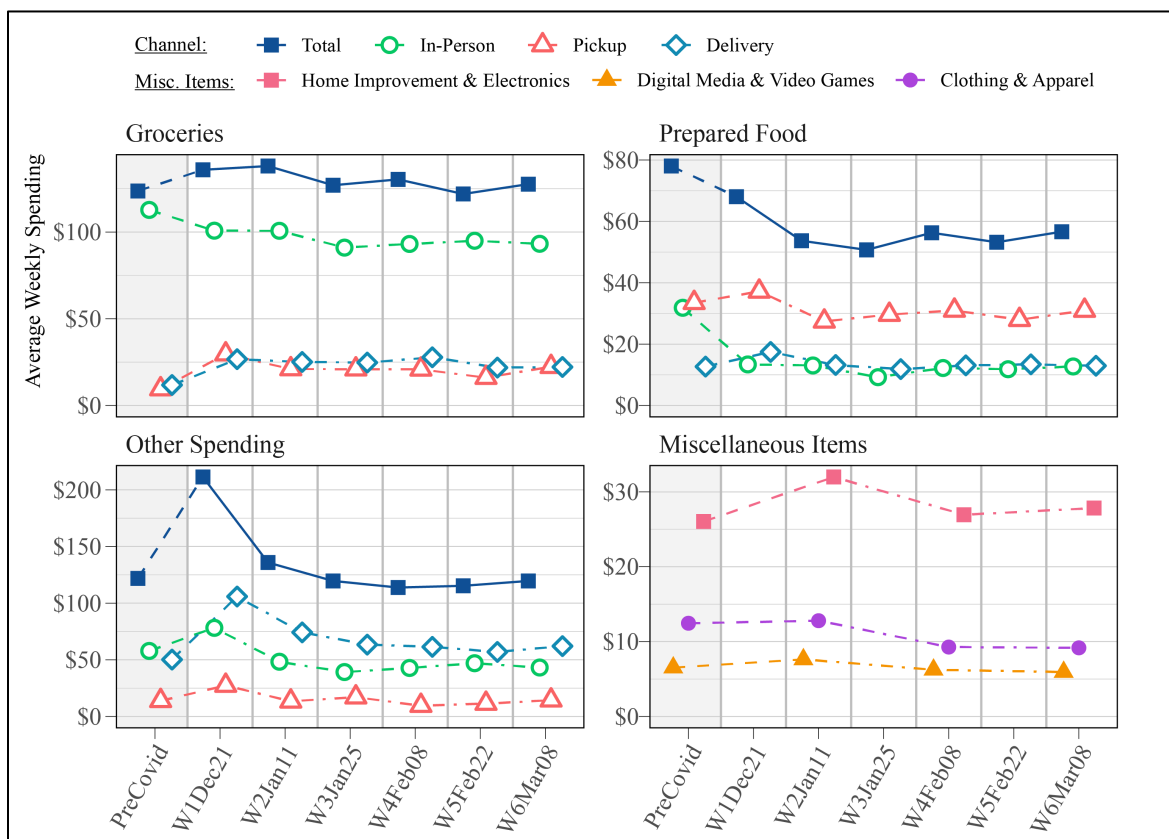 Channel: Total In-Person Pickup Delivery
Misc. Items: Home Improvement & Electronics Digital Media & Video Games Clothing & Apparel
Groceries
Average Weekly Spending
$100
$50
$0
Prepared Food
$80
$60
$40
$20
$0
Other Spending
$200
$150
$100
$50
$0
PreCovid
W1Dec21
W2Jan11
W3Jan25
W4Feb08
W5Feb22
W6Mar08
Miscellaneous Items
$30
$20
$10
$0
PreCovid
W1Dec21
W2Jan11
W3Jan25
W4Feb08
W5Feb22
W6Mar08